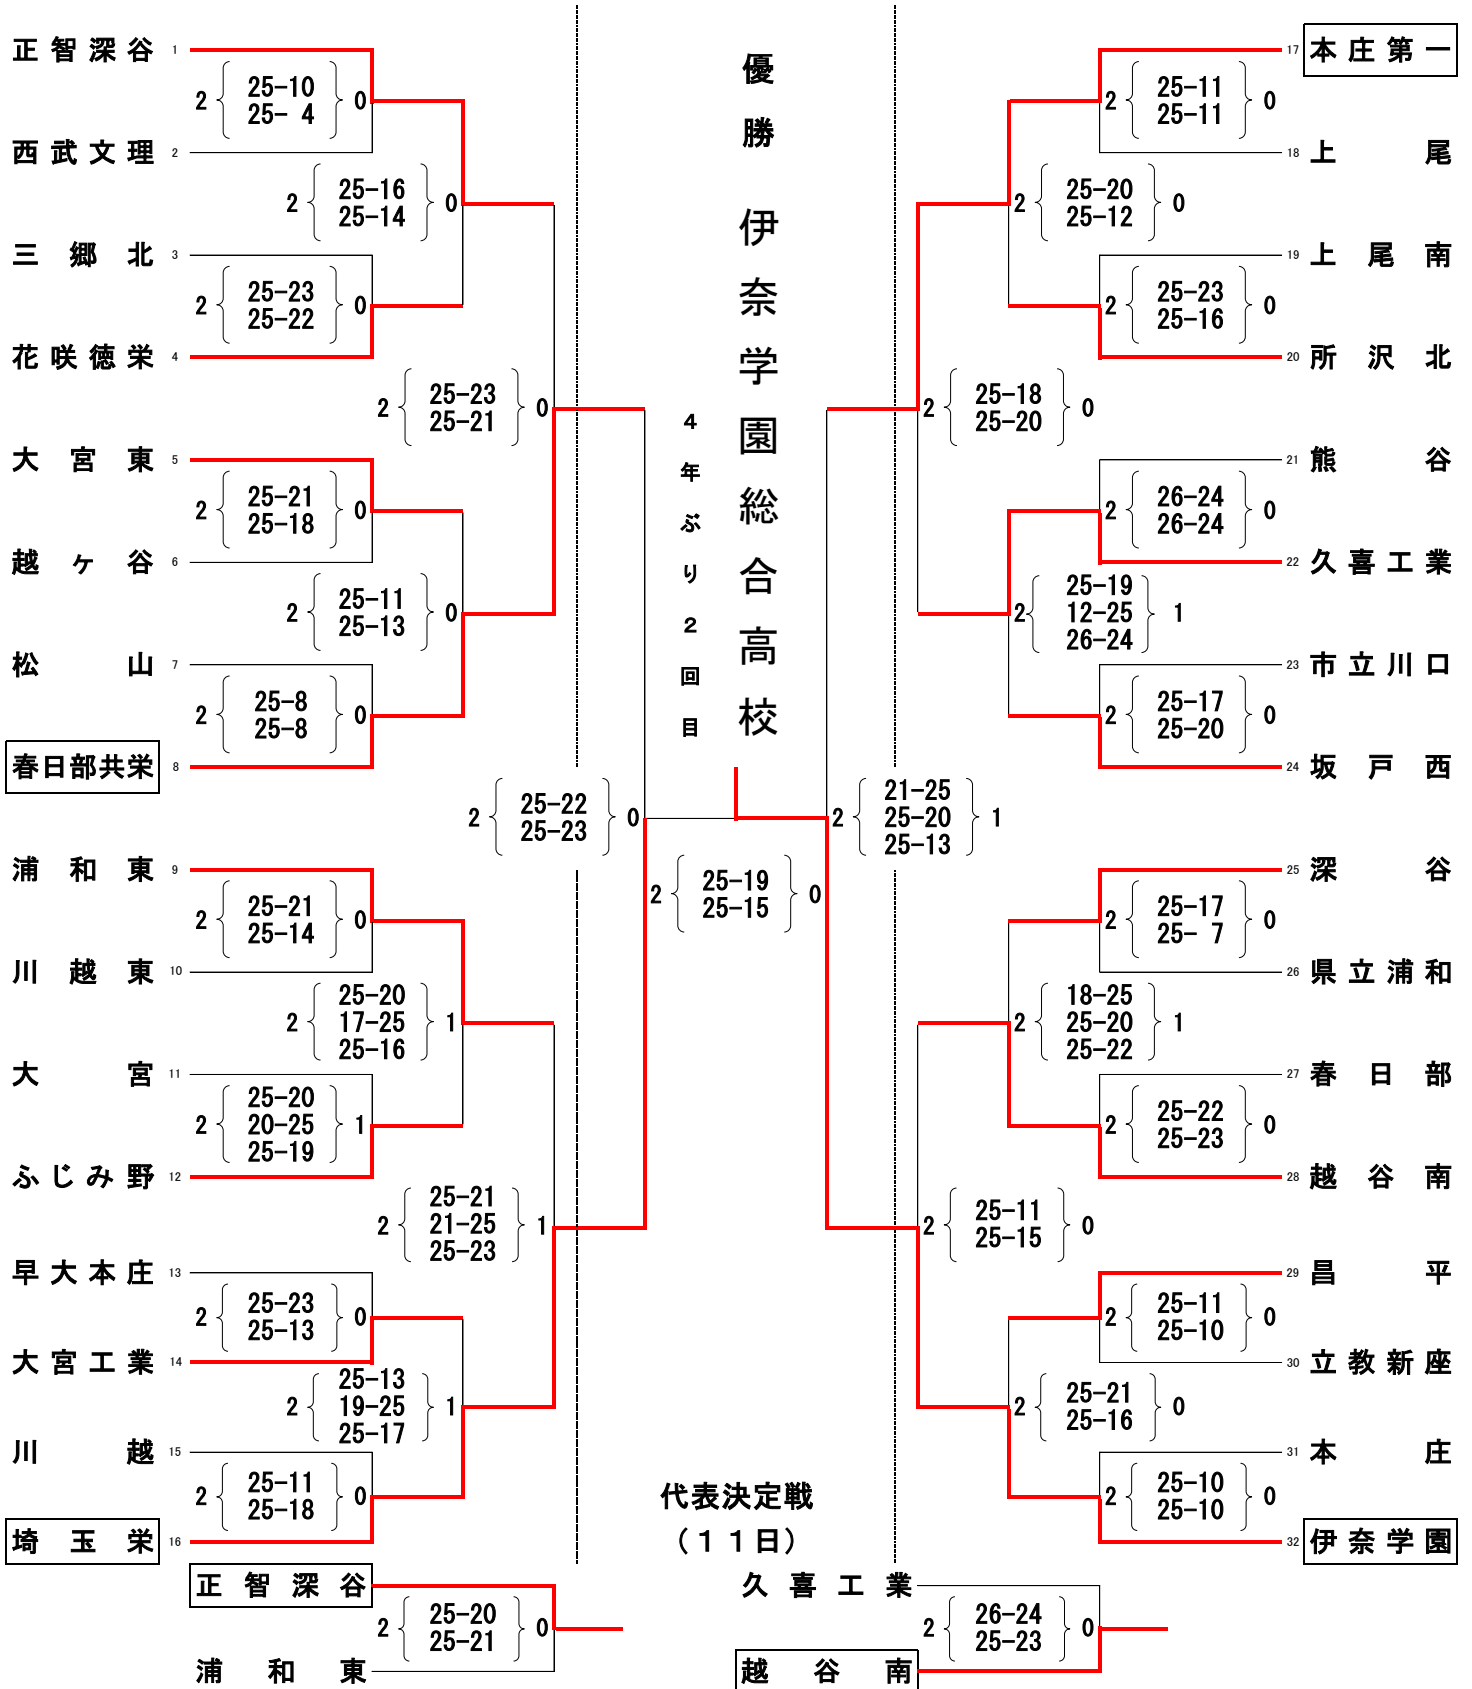 優勝 伊奈学園総合高校
4年ぶり2回目
正智深谷 1
2 25-10 0
25- 4
西武文理 2
2 25-16 0
25-14
三郷北 3
2 25-23 0
25-22
花咲徳栄 4
2 25-23 0
25-21
大宮東 5
2 25-21 0
25-18
越ヶ谷 6
2 25-11 0
25-13
松山 7
2 25-8 0
25-8
春日部共栄 8
2 25-22 0
25-23
浦和東 9
2 25-21 0
25-14
川越東 10
25-20
2 17-25 1
25-16
大宮 11
25-20
2 20-25 1
25-19
ふじみ野 12
25-21
2 21-25 1
25-23
早大本庄 13
2 25-23 0
25-13
大宮工業 14
25-13
2 19-25 1
25-17
川越 15
2 25-11 0
25-18
埼玉栄 16
2 25-19 0
25-15
17 本庄第一
2 25-11 0
25-11
18 上尾
2 25-20 0
25-12
19 上尾南
2 25-23 0
25-16
20 所沢北
2 25-18 0
25-20
21 熊谷
2 26-24 0
26-24
22 久喜工業
25-19
2 12-25 1
26-24
23 市立川口
2 25-17 0
25-20
24 坂戸西
21-25
2 25-20 1
25-13
25 深谷
2 25-17 0
25- 7
26 県立浦和
18-25
2 25-20 1
25-22
27 春日部
2 25-22 0
25-23
28 越谷南
2 25-11 0
25-15
29 昌平
2 25-11 0
25-10
30 立教新座
2 25-21 0
25-16
31 本庄
2 25-10 0
25-10
32 伊奈学園
代表決定戦
（11日）
正智深谷
2 25-20 0
25-21
浦和東
久喜工業
2 26-24 0
25-23
越谷南